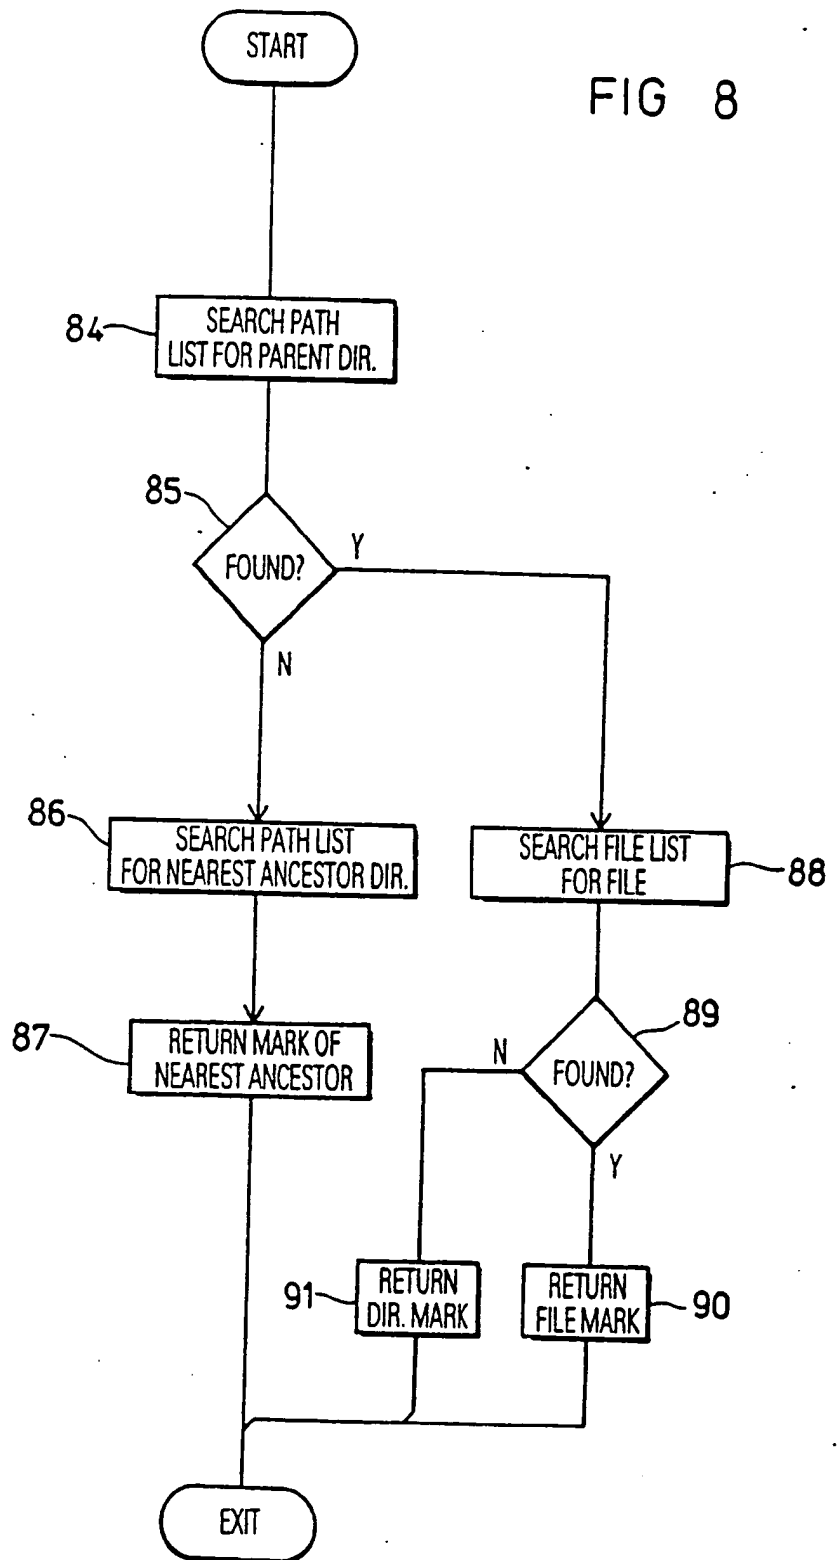 START
FIG 8
84
SEARCH PATH
LIST FOR PARENT DIR.
85
FOUND?
Y
N
86
SEARCH PATH LIST
FOR NEAREST ANCESTOR DIR.
SEARCH FILE LIST
FOR FILE
88
87
RETURN MARK OF
NEAREST ANCESTOR
89
N
FOUND?
Y
91
RETURN
DIR. MARK
RETURN
FILE MARK
90
EXIT